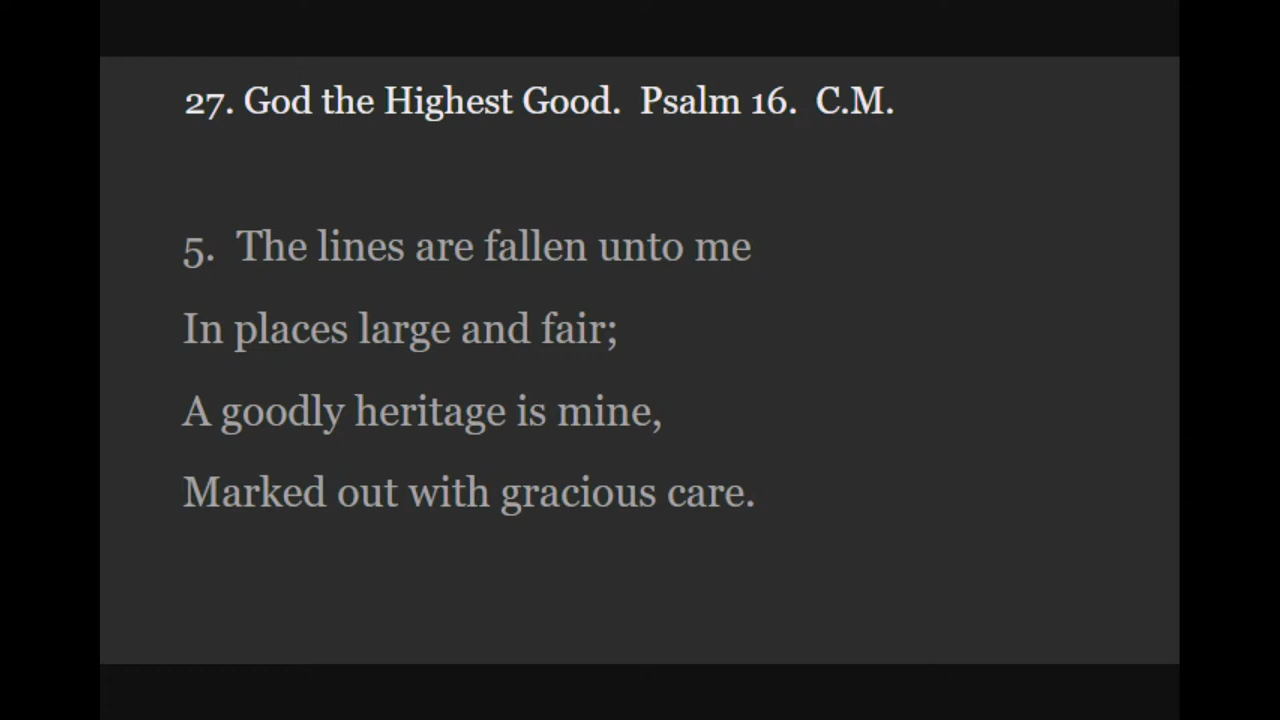 27. God the Highest Good.  Psalm 16.  C.M.
5.  The lines are fallen unto me
In places large and fair;
A goodly heritage is mine,
Marked out with gracious care.